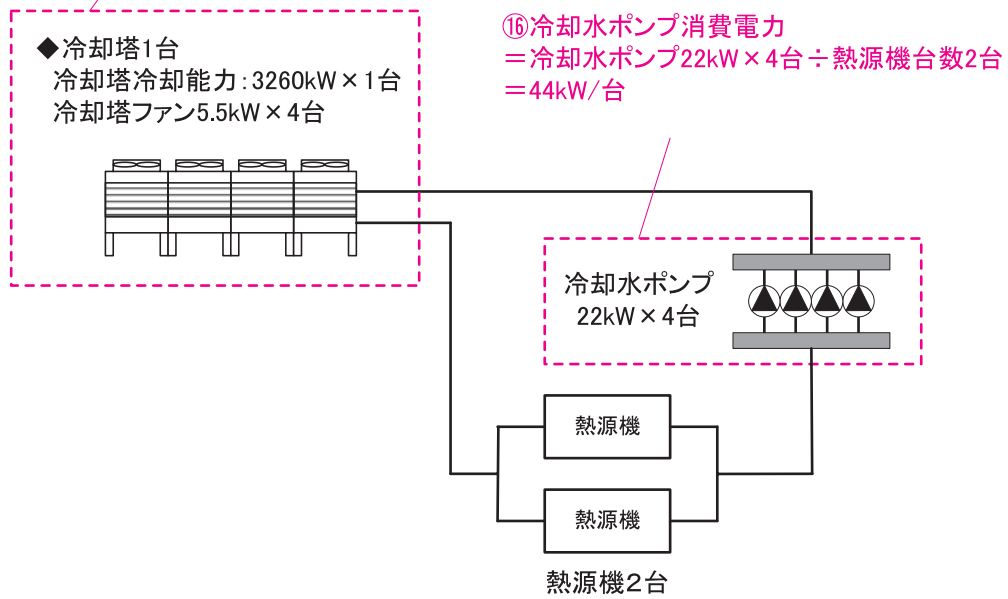 ◆冷却塔1台
冷却塔冷却能力：3260kW×1台
冷却塔ファン5.5kW×4台
⑯冷却水ポンプ消費電力
＝冷却水ポンプ22kW×4台÷熱源機台数2台
＝44kW/台
冷却水ポンプ
22kW×4台
熱源機
熱源機
熱源機2台